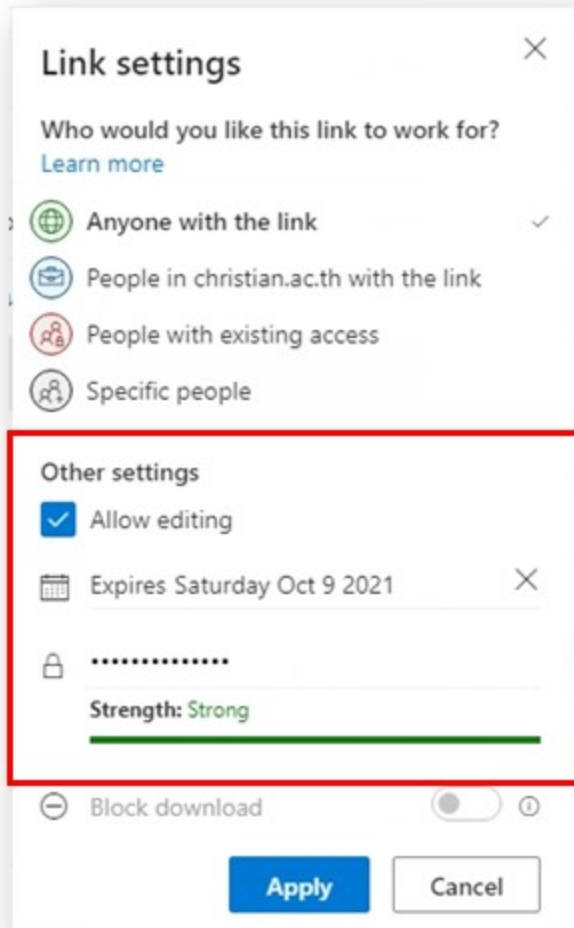 Link settings
Who would you like this link to work for?
Learn more
Anyone with the link
People in christian.ac.th with the link
People with existing access
Specific people
Other settings
Allow editing
Expires Saturday Oct 9 2021
••••••••••••••
Strength: Strong
Block download
Apply
Cancel